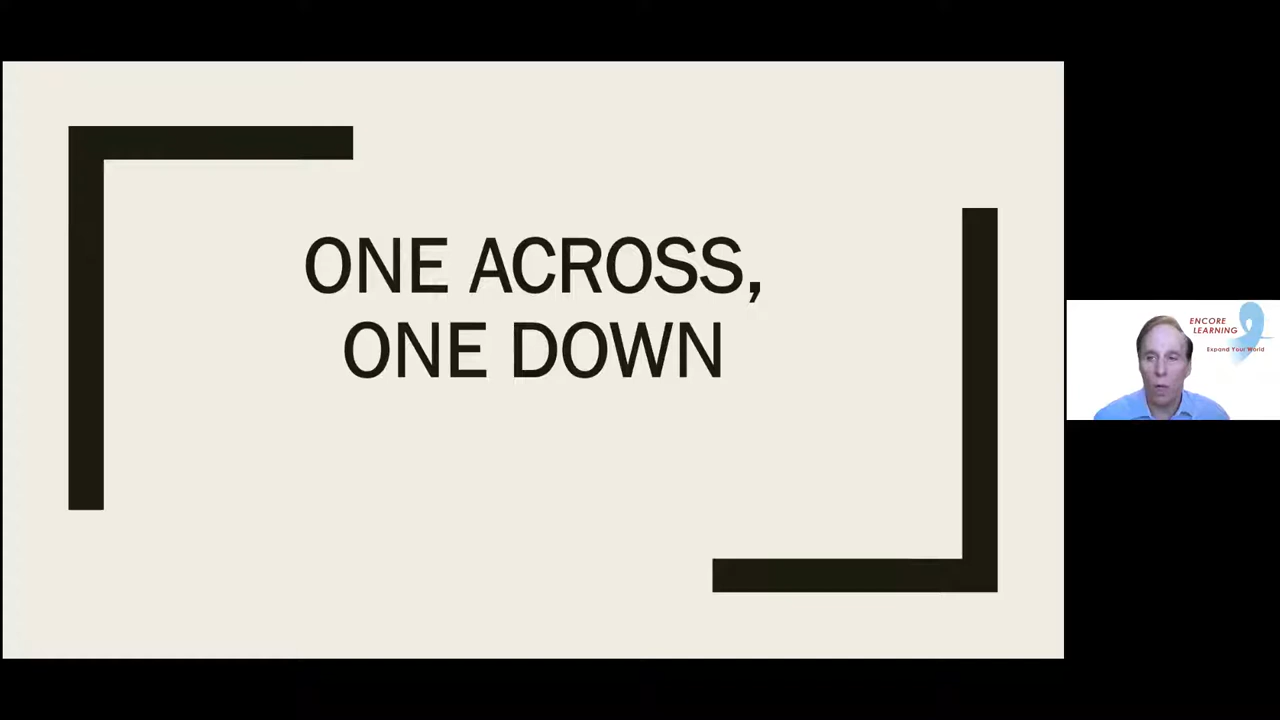 ONE ACROSS,
ONE DOWN
ENCORE
LEARNING
Expand Your World